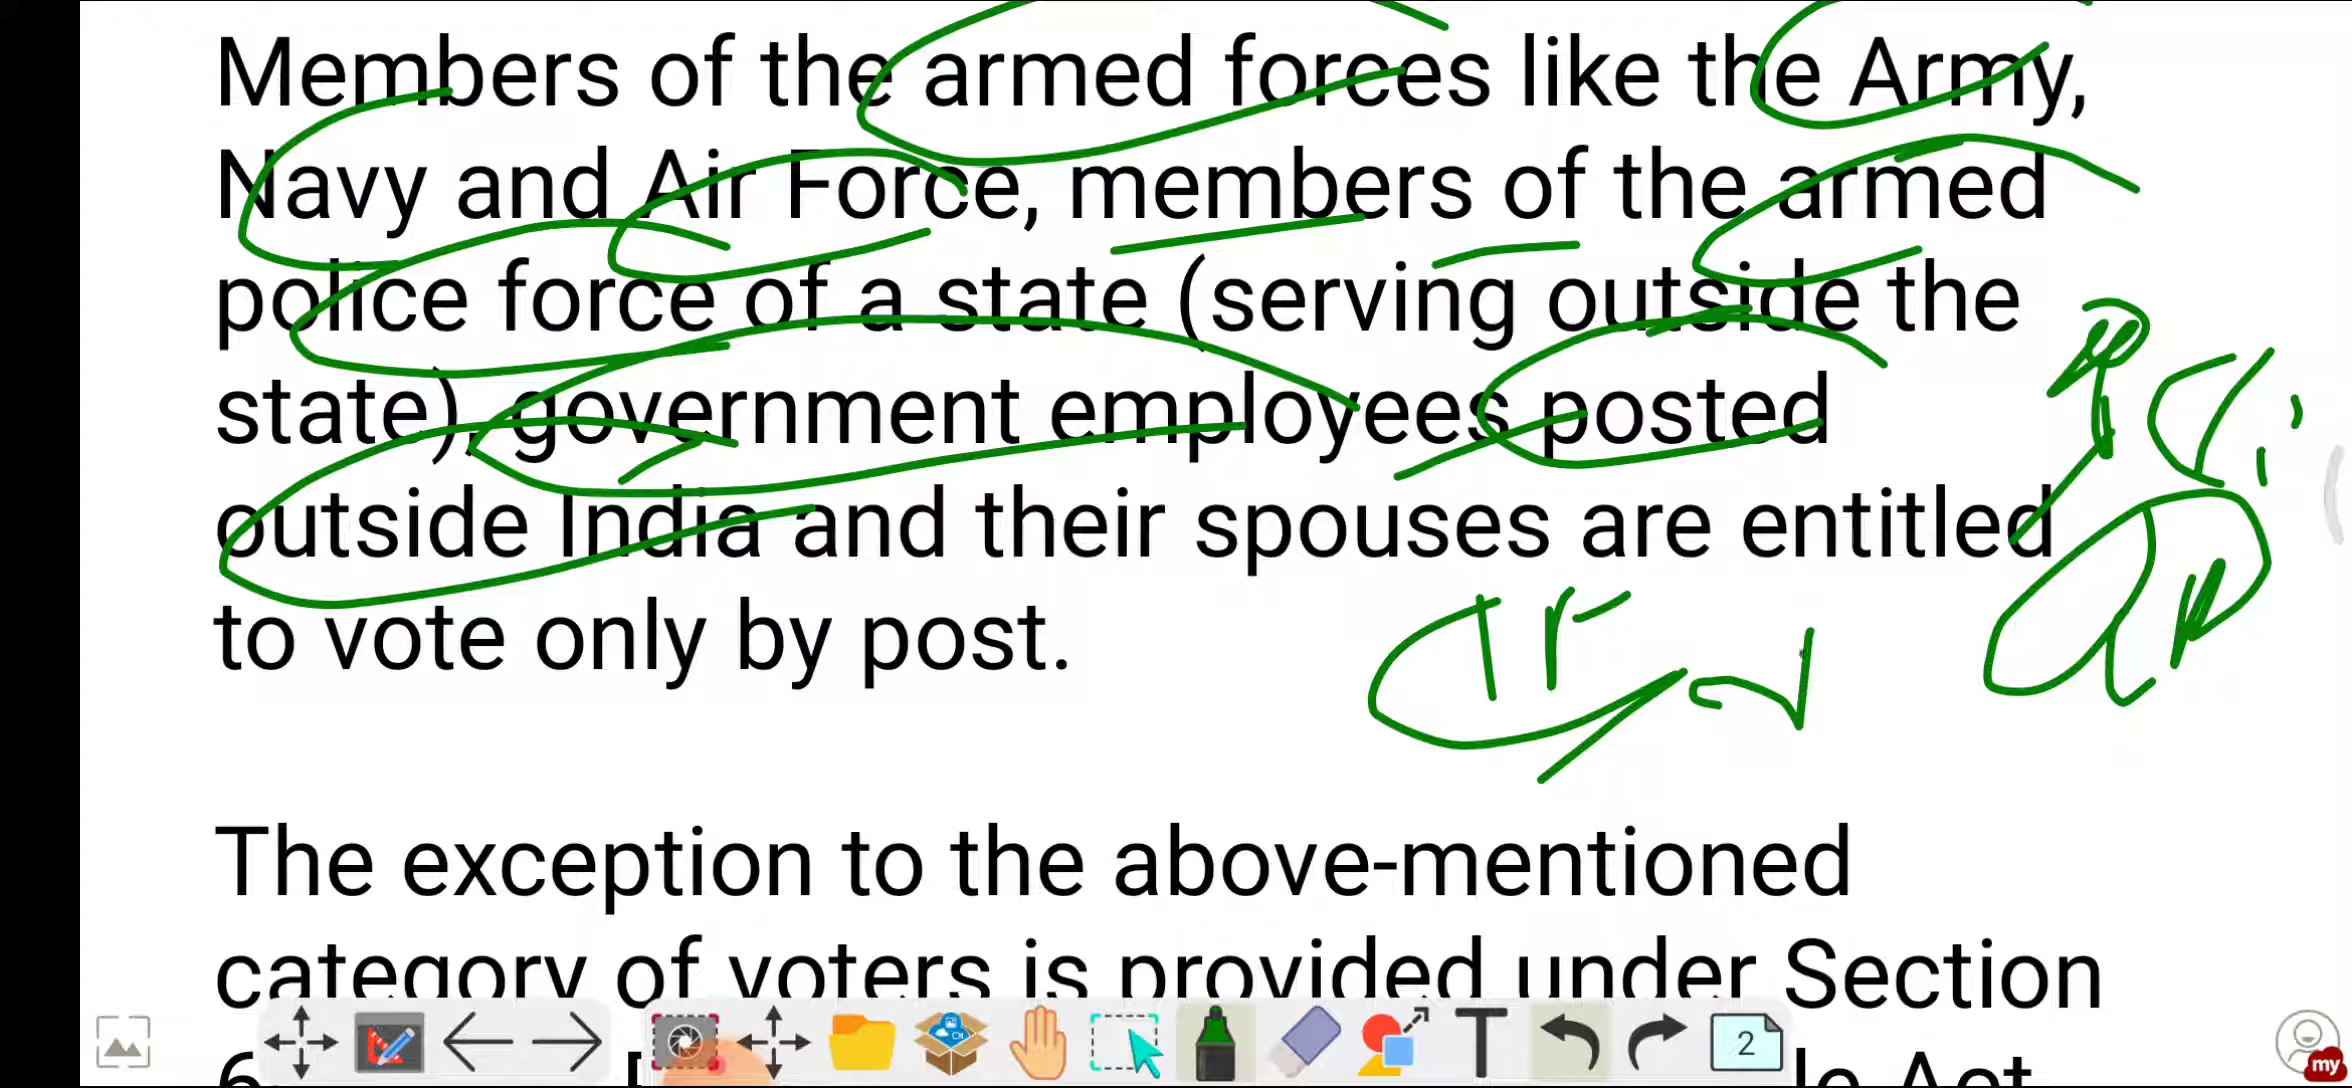 Members of the armed forces like the Army,
Navy and Air Force, members of the armed
police force of a state (serving outside the
state), government employees posted
outside India and their spouses are entitled
to vote only by post.
The exception to the above-mentioned
category of voters is provided under Section
2
my